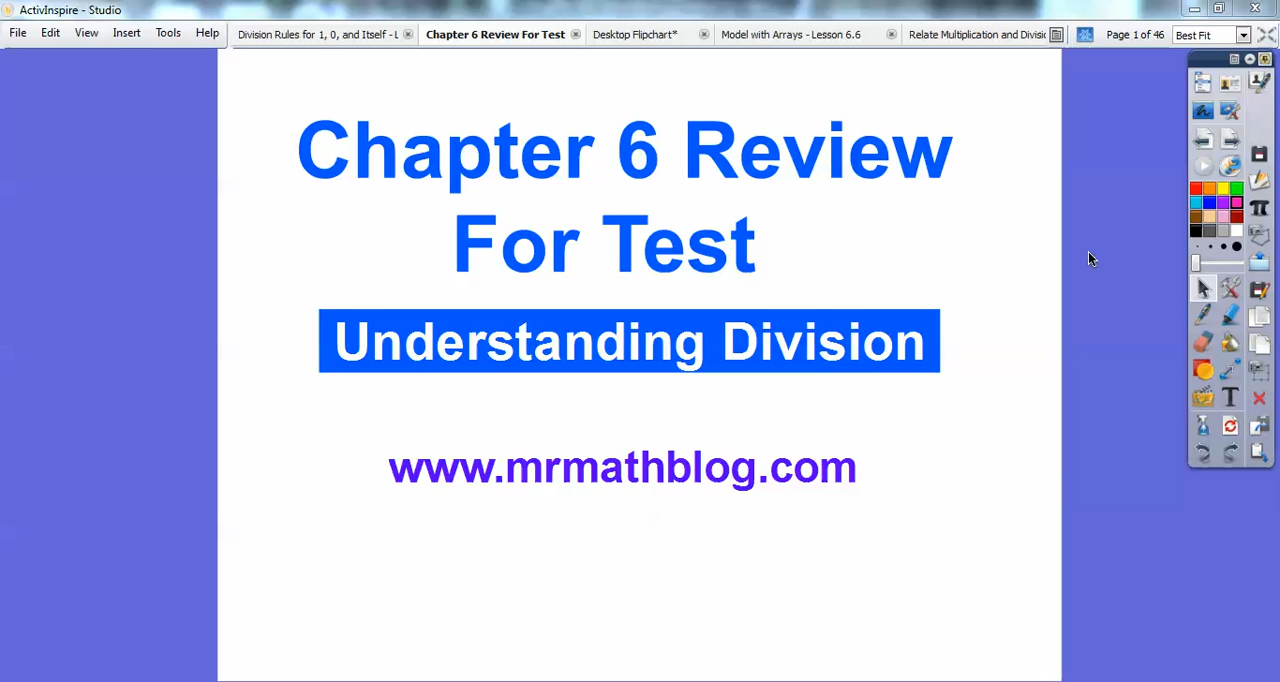 ActivInspire - Studio
File Edit View Insert Tools Help
Division Rules for 1, 0, and Itself - L Chapter 6 Review For Test Desktop Flipchart* Model with Arrays - Lesson 6.6 Relate Multiplication and Divisic Page 1 of 46 Best Fit
Chapter 6 Review
For Test
Understanding Division
www.mrmathblog.com